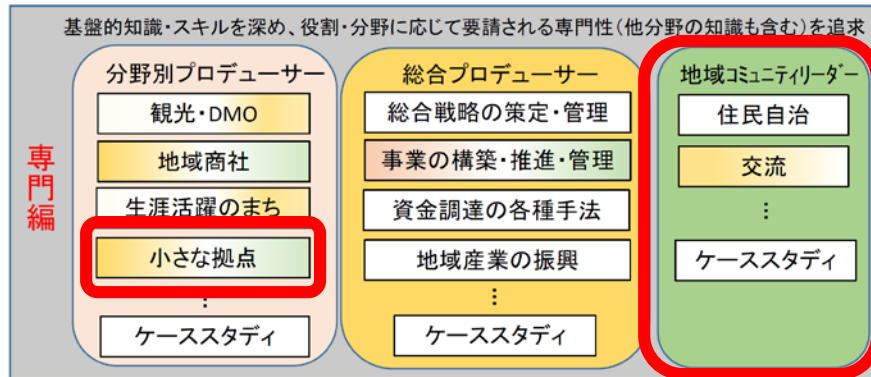 基盤的知識・スキルを深め、役割・分野に応じて要請される専門性(他分野の知識も含む)を追求
専門編
分野別プロデューサー
観光・DMO
地域商社
生涯活躍のまち
小さな拠点
⋮
ケーススタディ
総合プロデューサー
総合戦略の策定・管理
事業の構築・推進・管理
資金調達の各種手法
地域産業の振興
⋮
ケーススタディ
地域コミュニティリーダー
住民自治
交流
⋮
ケーススタディ